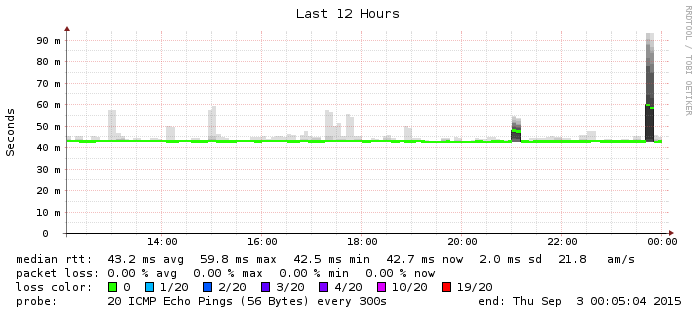 Last 12 Hours
RRDTOOL / TOBI OETIKER
Seconds
90 m
80 m
70 m
60 m
50 m
40 m
30 m
20 m
10 m
0
14:00 16:00 18:00 20:00 22:00 00:00
median rtt: 43.2 ms avg 59.8 ms max 42.5 ms min 42.7 ms now 2.0 ms sd 21.8 am/s
packet loss: 0.00 % avg 0.00 % max 0.00 % min 0.00 % now
loss color: 0 1/20 2/20 3/20 4/20 10/20 19/20
probe: 20 ICMP Echo Pings (56 Bytes) every 300s end: Thu Sep 3 00:05:04 2015